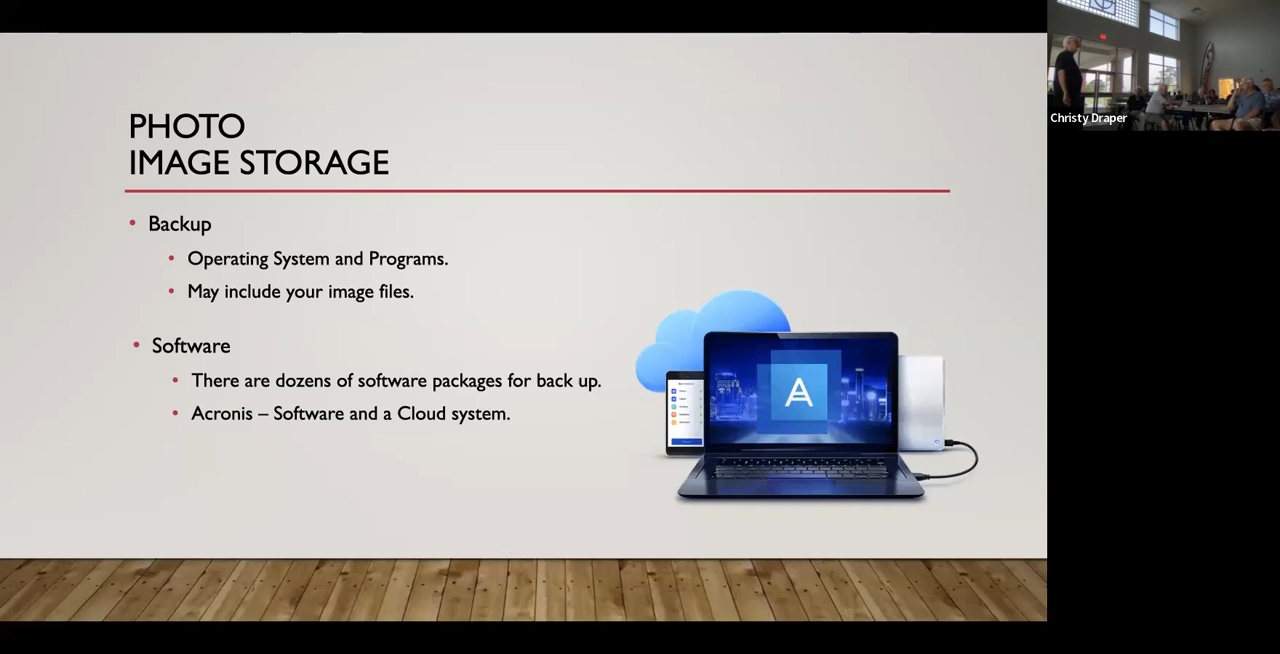 PHOTO
IMAGE STORAGE
• Backup
• Operating System and Programs.
• May include your image files.
• Software
• There are dozens of software packages for back up.
• Acronis – Software and a Cloud system.
A
Christy Draper